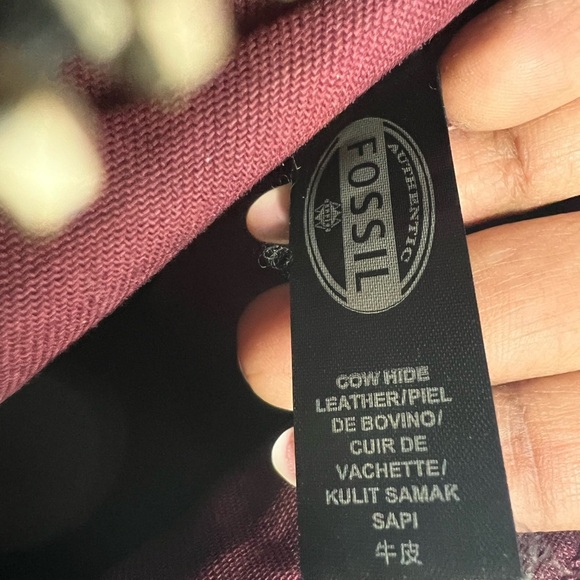 AUTHENTIC
FOSSIL
COW HIDE
LEATHER/PIEL
DE BOVINO/
CUIR DE
VACHETTE/
KULIT SAMAK
SAPI
牛皮